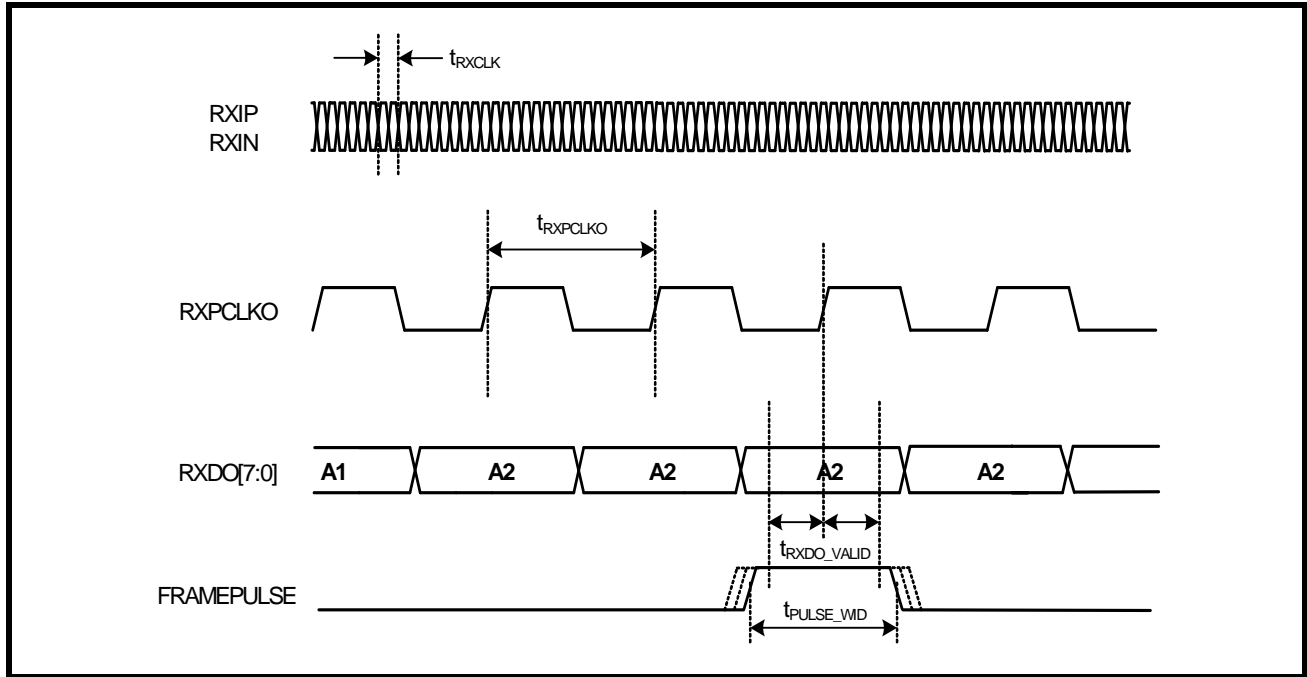 tRXCLK
RXIP
RXIN
tRXPCLKO
RXPCLKO
RXDO[7:0] A1 A2 A2 A2 A2
tRXDO_VALID
FRAMEPULSE
tPULSE_WID